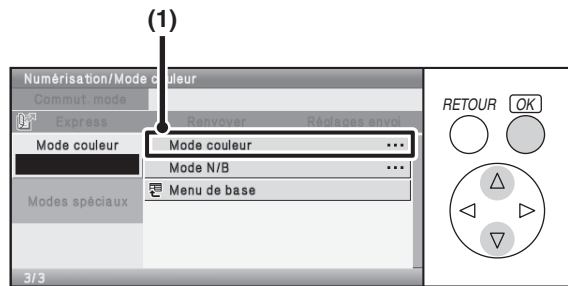 (1)
Numérisation/Mode couleur
Commut. mode
Express Renvoyer Réglages envoi
Mode couleur
Mode couleur ...
Mode N/B ...
Menu de base
Modes spéciaux
3/3
RETOUR OK